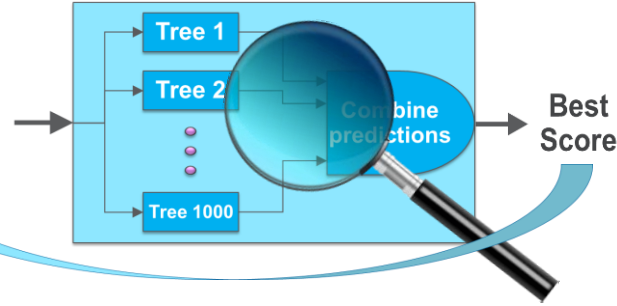 Tree 1
Tree 2
Tree 1000
Combine
predictions
Best
Score